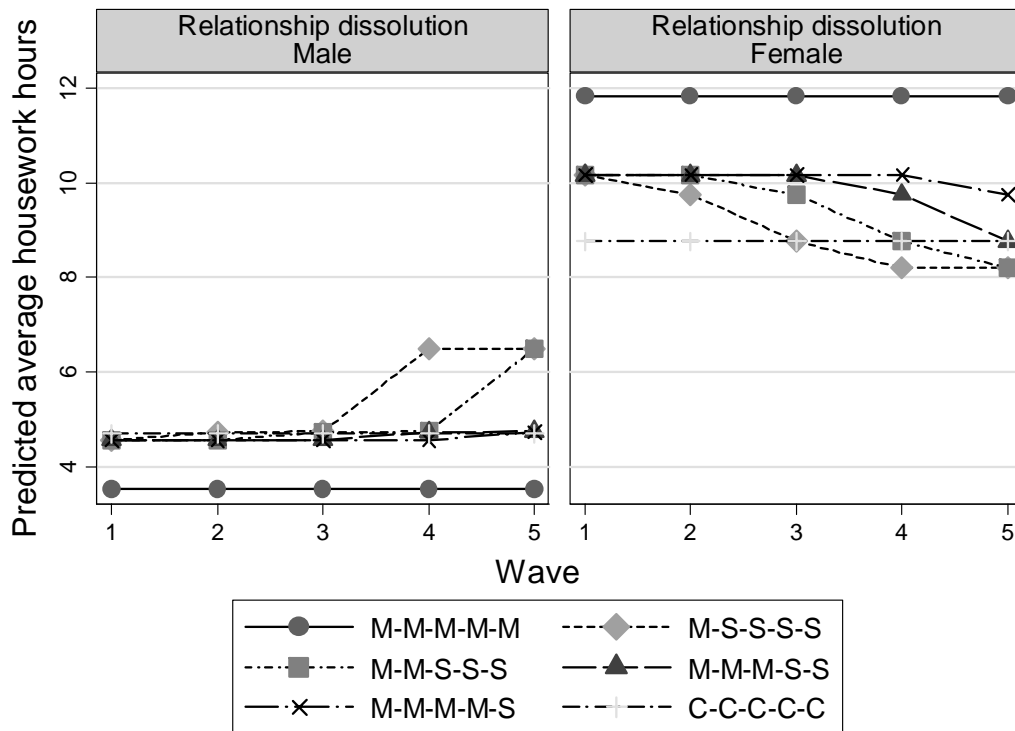 Relationship dissolution
Male
Relationship dissolution
Female
Predicted average housework hours
12
10
8
6
4
1 2 3 4 5
1 2 3 4 5
Wave
M-M-M-M-M
M-S-S-S-S
M-M-S-S-S
M-M-M-S-S
M-M-M-M-S
C-C-C-C-C